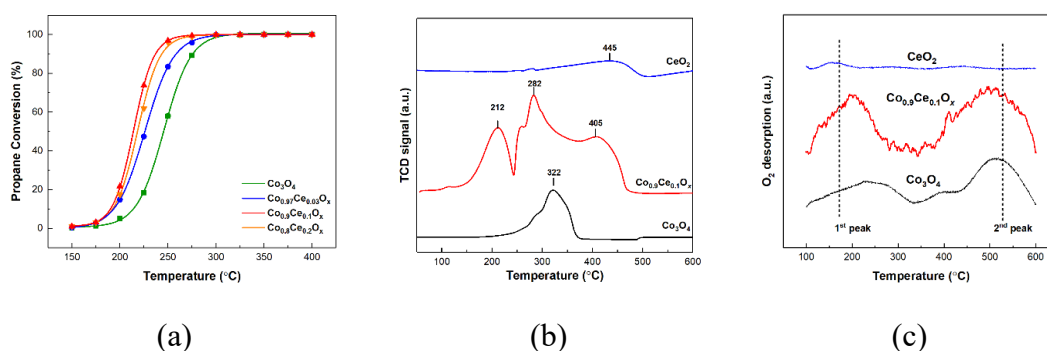 Propane Conversion (%)
100
80
60
40
20
0
Co₃O₄
Co₀.₉₇Ce₀.₀₃Oₓ
Co₀.₉Ce₀.₁Oₓ
Co₀.₈Ce₀.₂Oₓ
150 200 250 300 350 400
Temperature (°C)
(a)
TCD signal (a.u.)
445
CeO₂
282
212
405
Co₀.₉Ce₀.₁Oₓ
322
Co₃O₄
100 200 300 400 500 600
Temperature (°C)
(b)
O₂ desorption (a.u.)
CeO₂
Co₀.₉Ce₀.₁Oₓ
Co₃O₄
1st peak
2nd peak
100 200 300 400 500 600
Temperature (°C)
(c)